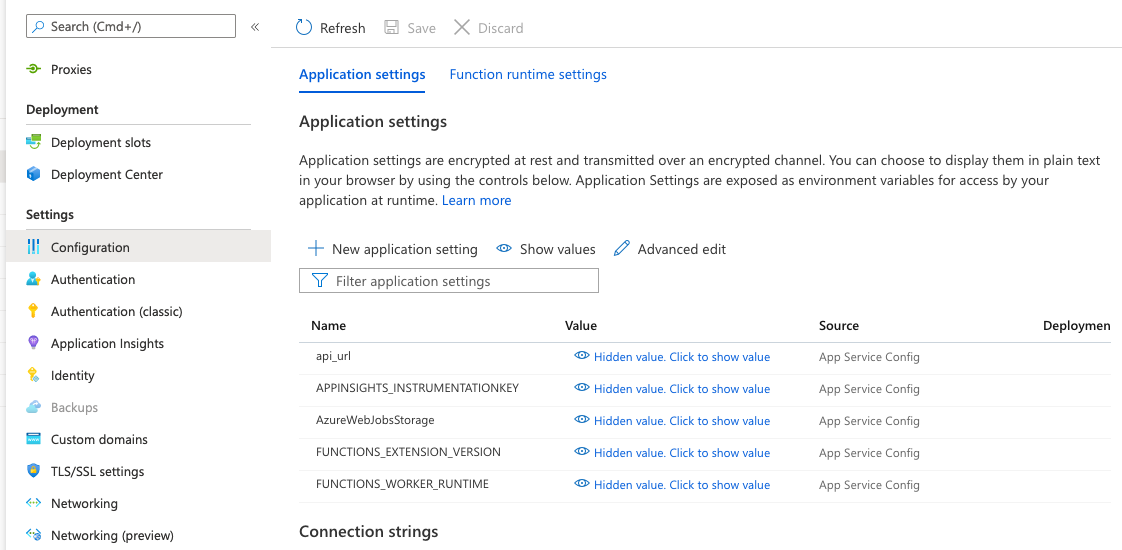 Search (Cmd+/)
«
Refresh
Save
Discard
Proxies
Deployment
Deployment slots
Deployment Center
Settings
Configuration
Authentication
Authentication (classic)
Application Insights
Identity
Backups
Custom domains
TLS/SSL settings
Networking
Networking (preview)
Application settings
Function runtime settings
Application settings
Application settings are encrypted at rest and transmitted over an encrypted channel. You can choose to display them in plain text
in your browser by using the controls below. Application Settings are exposed as environment variables for access by your
application at runtime. Learn more
New application setting
Show values
Advanced edit
Filter application settings
Name Value Source Deploymen
api_url Hidden value. Click to show value App Service Config
APPINSIGHTS_INSTRUMENTATIONKEY Hidden value. Click to show value App Service Config
AzureWebJobsStorage Hidden value. Click to show value App Service Config
FUNCTIONS_EXTENSION_VERSION Hidden value. Click to show value App Service Config
FUNCTIONS_WORKER_RUNTIME Hidden value. Click to show value App Service Config
Connection strings